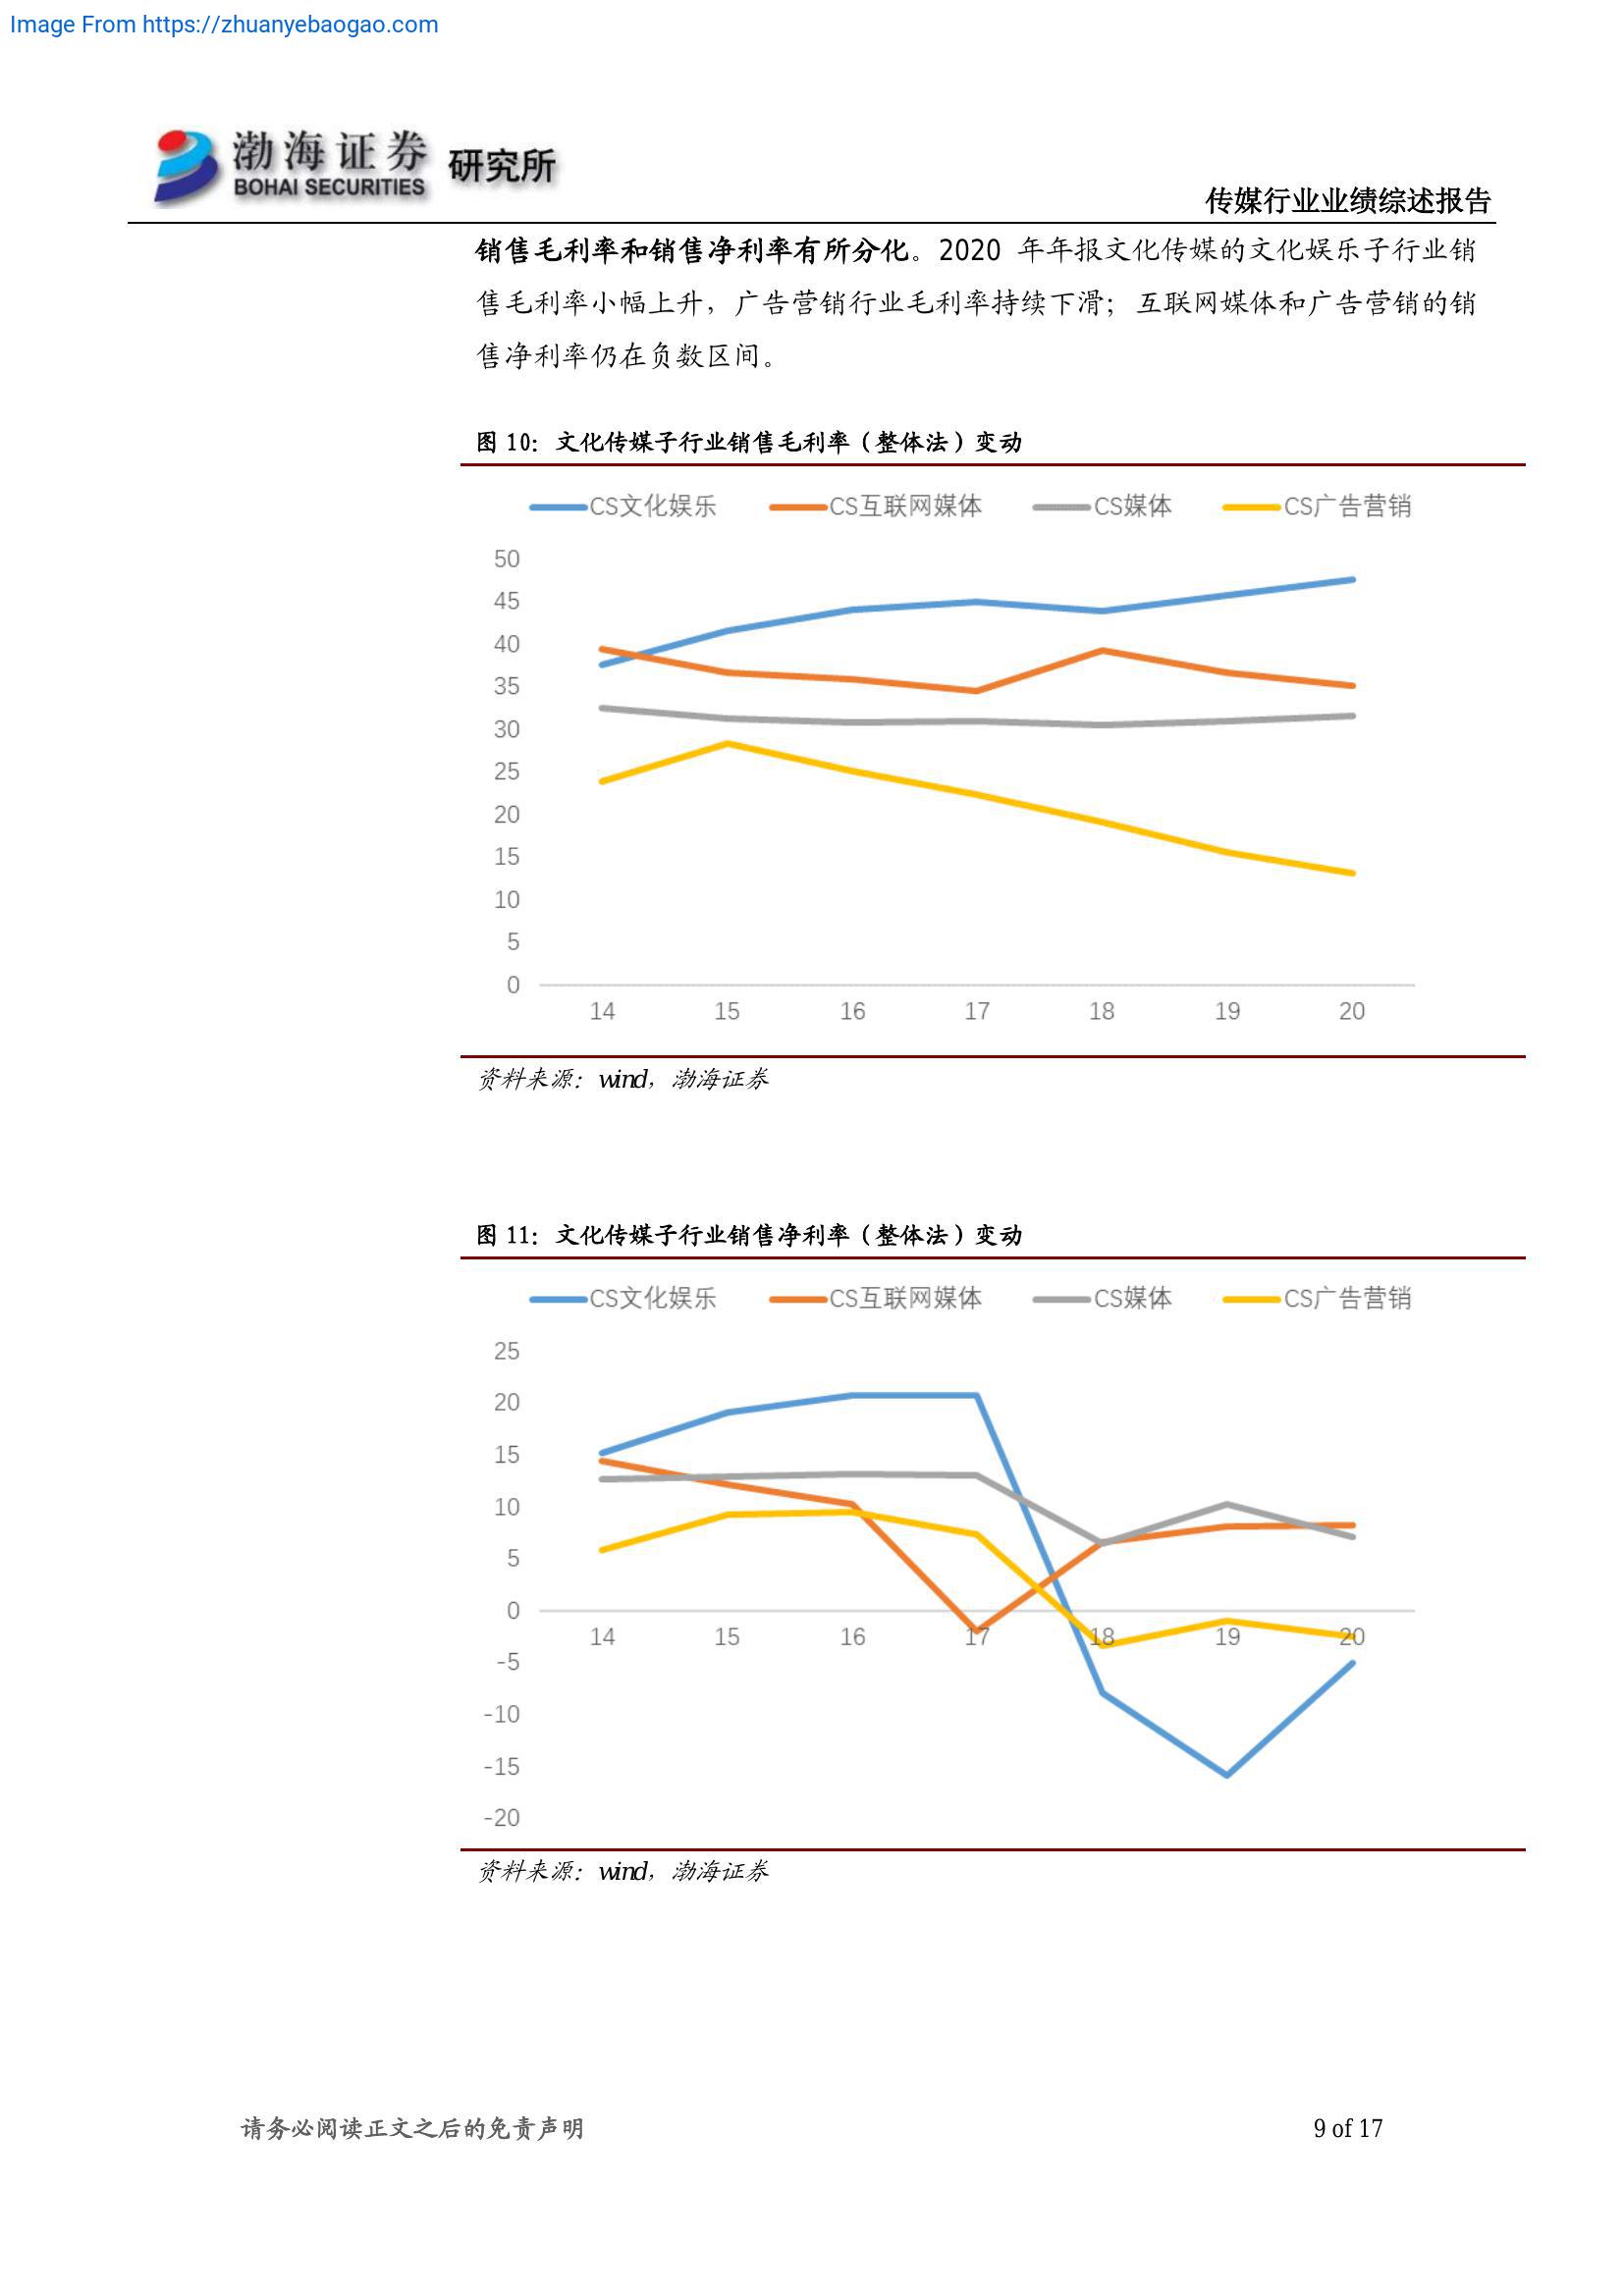 Image From https://zhuanyebaogao.com
渤海证券 研究所
BOHAI SECURITIES
传媒行业业绩综述报告
销售毛利率和销售净利率有所分化。2020 年年报文化传媒的文化娱乐子行业销
售毛利率小幅上升，广告营销行业毛利率持续下滑；互联网媒体和广告营销的销
售净利率仍在负数区间。
图 10：文化传媒子行业销售毛利率（整体法）变动
CS文化娱乐 CS互联网媒体 CS媒体 CS广告营销
50
45
40
35
30
25
20
15
10
5
0
14 15 16 17 18 19 20
资料来源：wind，渤海证券
图 11：文化传媒子行业销售净利率（整体法）变动
CS文化娱乐 CS互联网媒体 CS媒体 CS广告营销
25
20
15
10
5
0
14 15 16 17 18 19 20
-5
-10
-15
-20
资料来源：wind，渤海证券
请务必阅读正文之后的免责声明 9 of 17